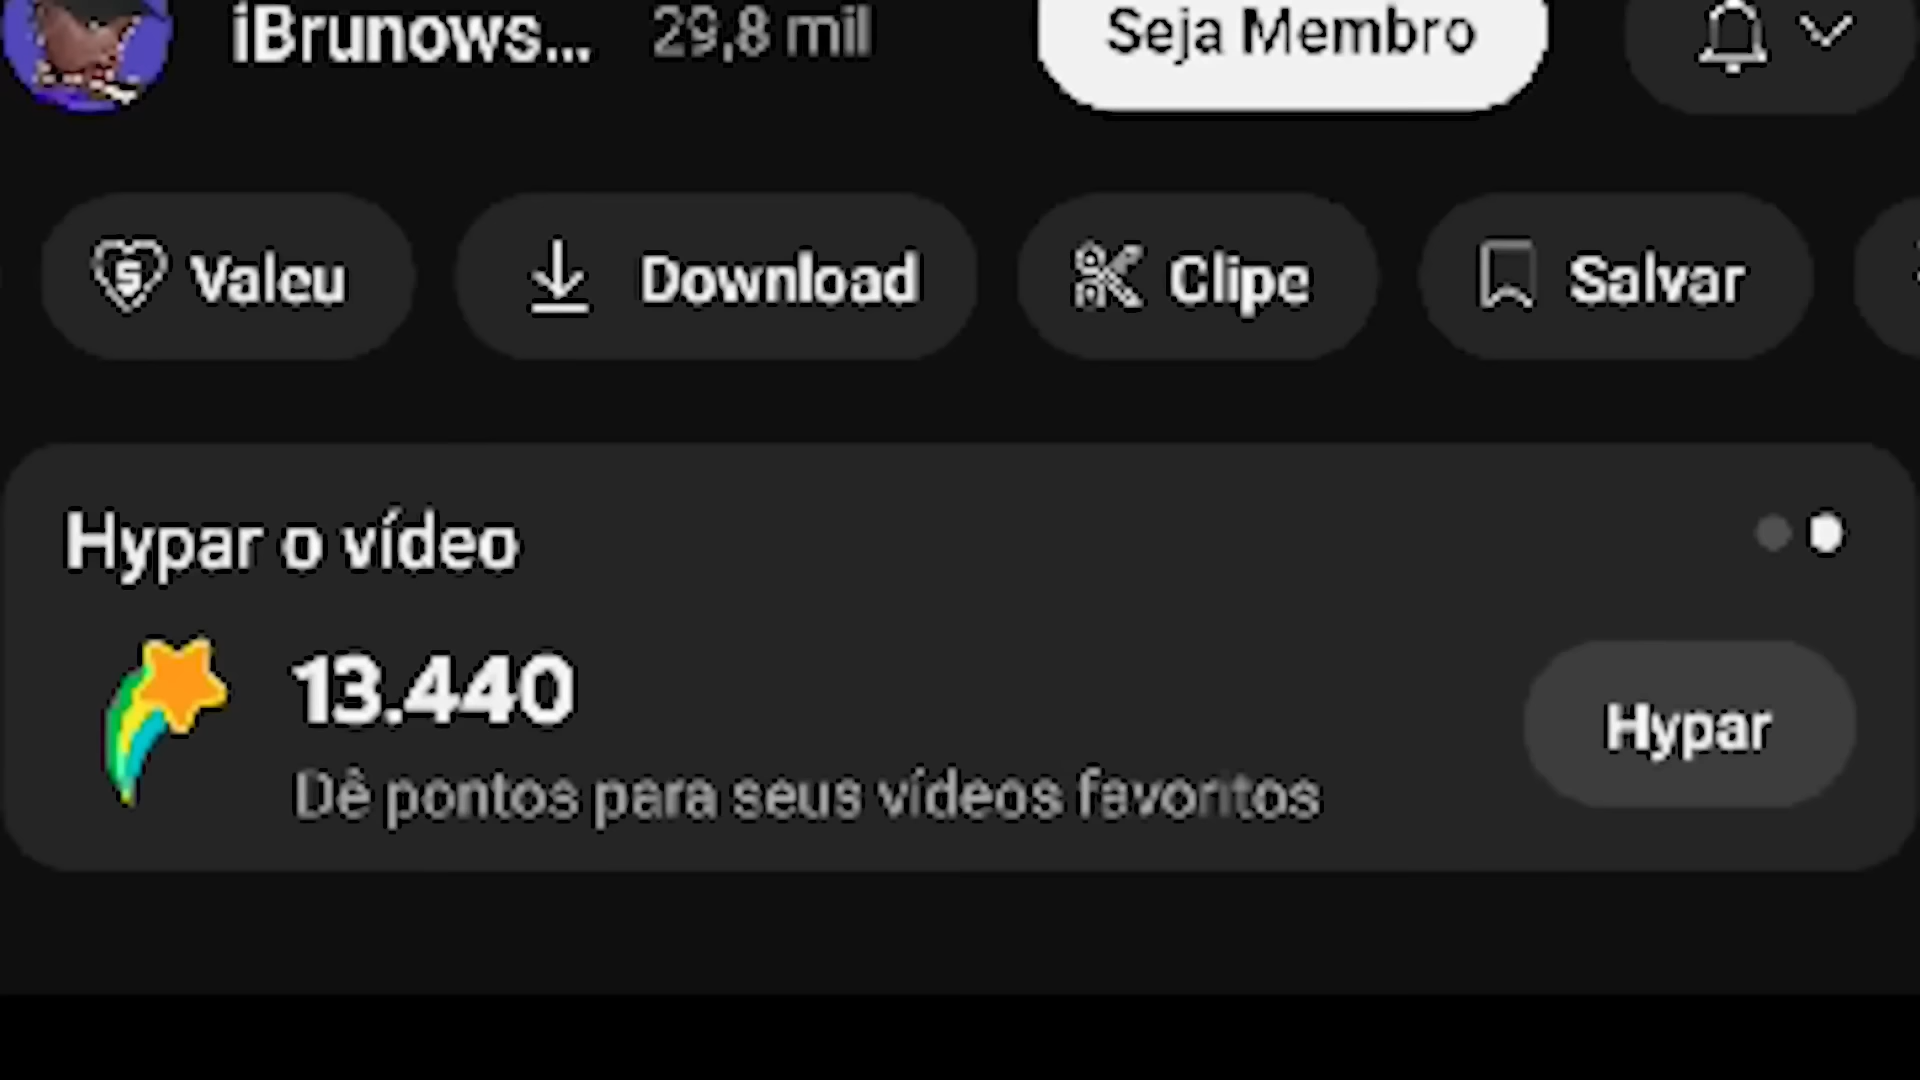 iBrunows... 29,8 mil Seja Membro
Valeu Download Clipe Salvar
Hypar o vídeo
13.440
Dê pontos para seus vídeos favoritos
Hypar